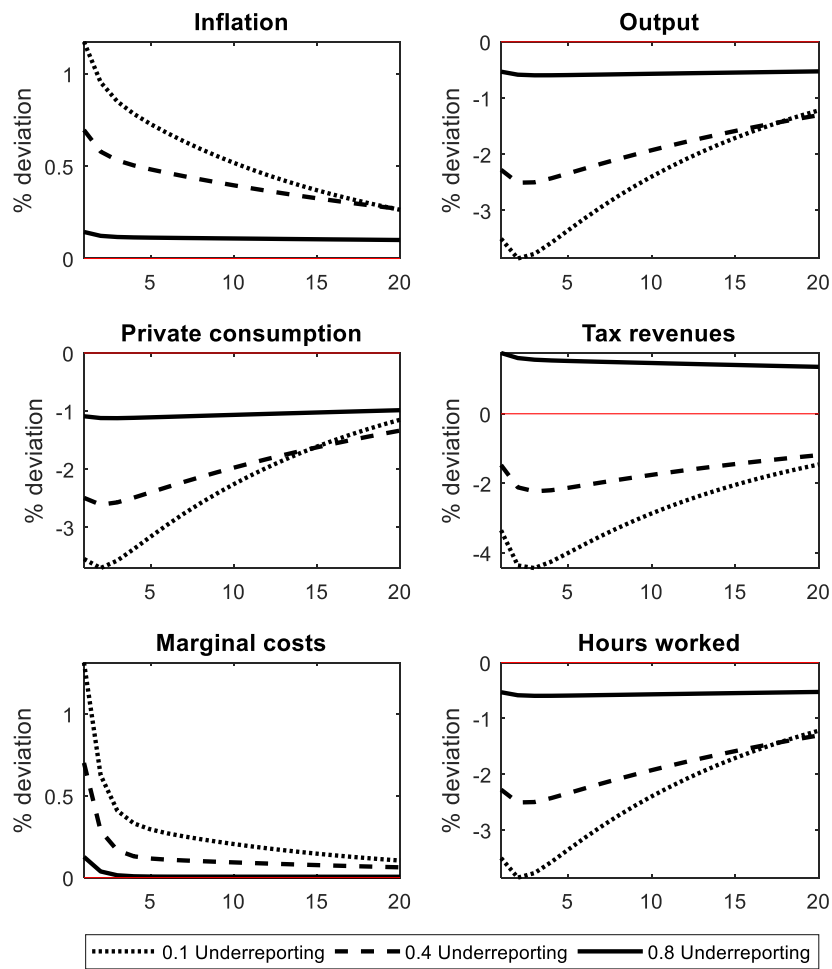 Inflation
% deviation
1
0.5
0
5 10 15 20
Output
% deviation
0
-1
-2
-3
5 10 15 20
Private consumption
% deviation
0
-1
-2
-3
5 10 15 20
Tax revenues
% deviation
0
-2
-4
5 10 15 20
Marginal costs
% deviation
1
0.5
0
5 10 15 20
Hours worked
% deviation
0
-1
-2
-3
5 10 15 20
0.1 Underreporting 0.4 Underreporting 0.8 Underreporting